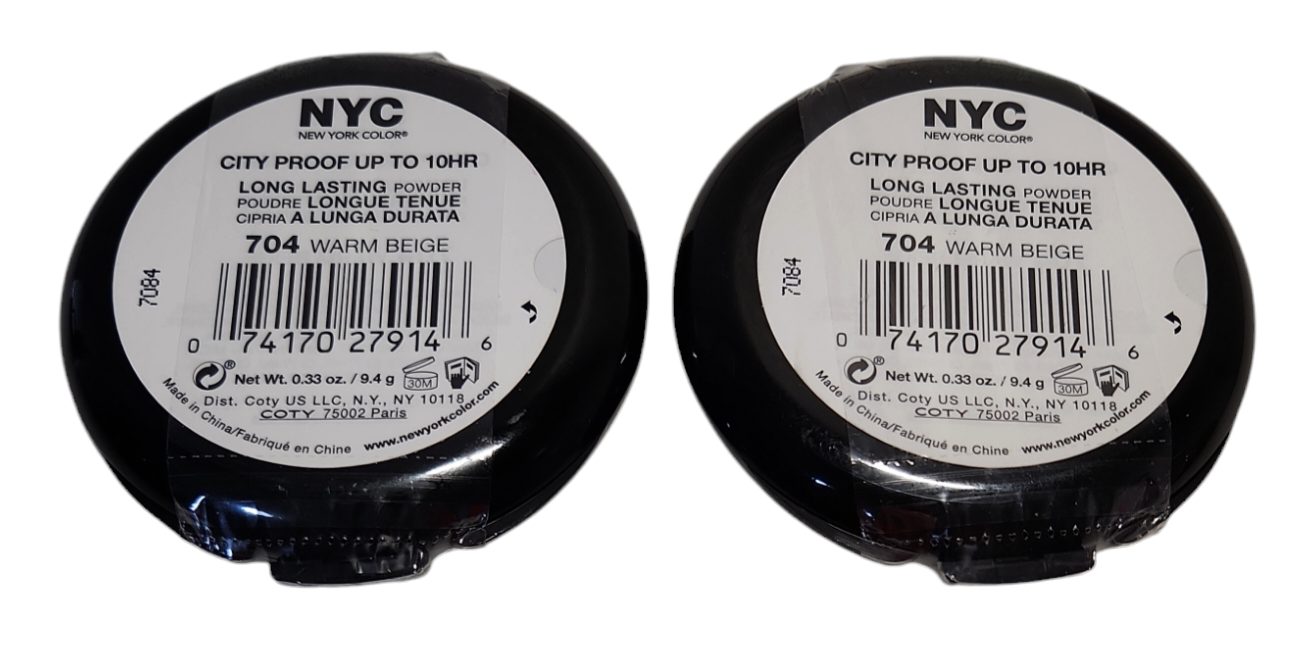 NYC
NEW YORK COLOR®
CITY PROOF UP TO 10HR
LONG LASTING POWDER
POUDRE LONGUE TENUE
CIPRIA A LUNGA DURATA
704 WARM BEIGE
7084
0 74170 27914 6
® Net Wt. 0.33 oz. / 9.4 g 30M
Dist. Coty US LLC, N.Y., NY 10118
COTY 75002 Paris
Made in China/Fabriqué en Chine www.newyorkcolor.com
NYC
NEW YORK COLOR®
CITY PROOF UP TO 10HR
LONG LASTING POWDER
POUDRE LONGUE TENUE
CIPRIA A LUNGA DURATA
704 WARM BEIGE
7084
0 74170 27914 6
® Net Wt. 0.33 oz. / 9.4 g 30M
Dist. Coty US LLC, N.Y., NY 10118
COTY 75002 Paris
Made in China/Fabriqué en Chine www.newyorkcolor.com